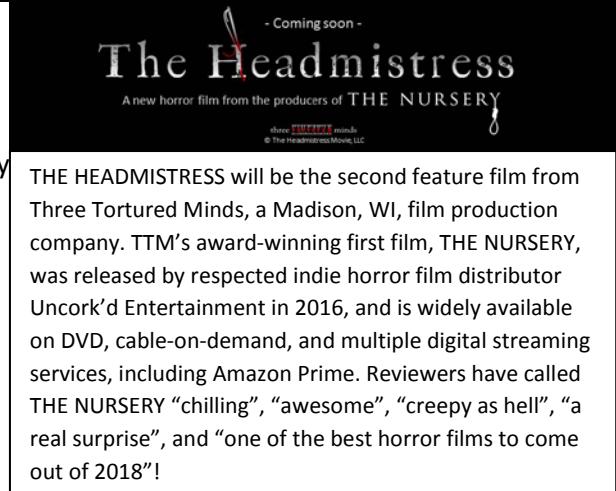 - Coming soon -
The Headmistress
A new horror film from the producers of THE NURSERY
three TORTURED minds
© The Headmistress Movie, LLC
y
THE HEADMISTRESS will be the second feature film from
Three Tortured Minds, a Madison, WI, film production
company. TTM’s award-winning first film, THE NURSERY,
was released by respected indie horror film distributor
Uncork’d Entertainment in 2016, and is widely available
on DVD, cable-on-demand, and multiple digital streaming
services, including Amazon Prime. Reviewers have called
THE NURSERY “chilling”, “awesome”, “creepy as hell”, “a
real surprise”, and “one of the best horror films to come
out of 2018”!